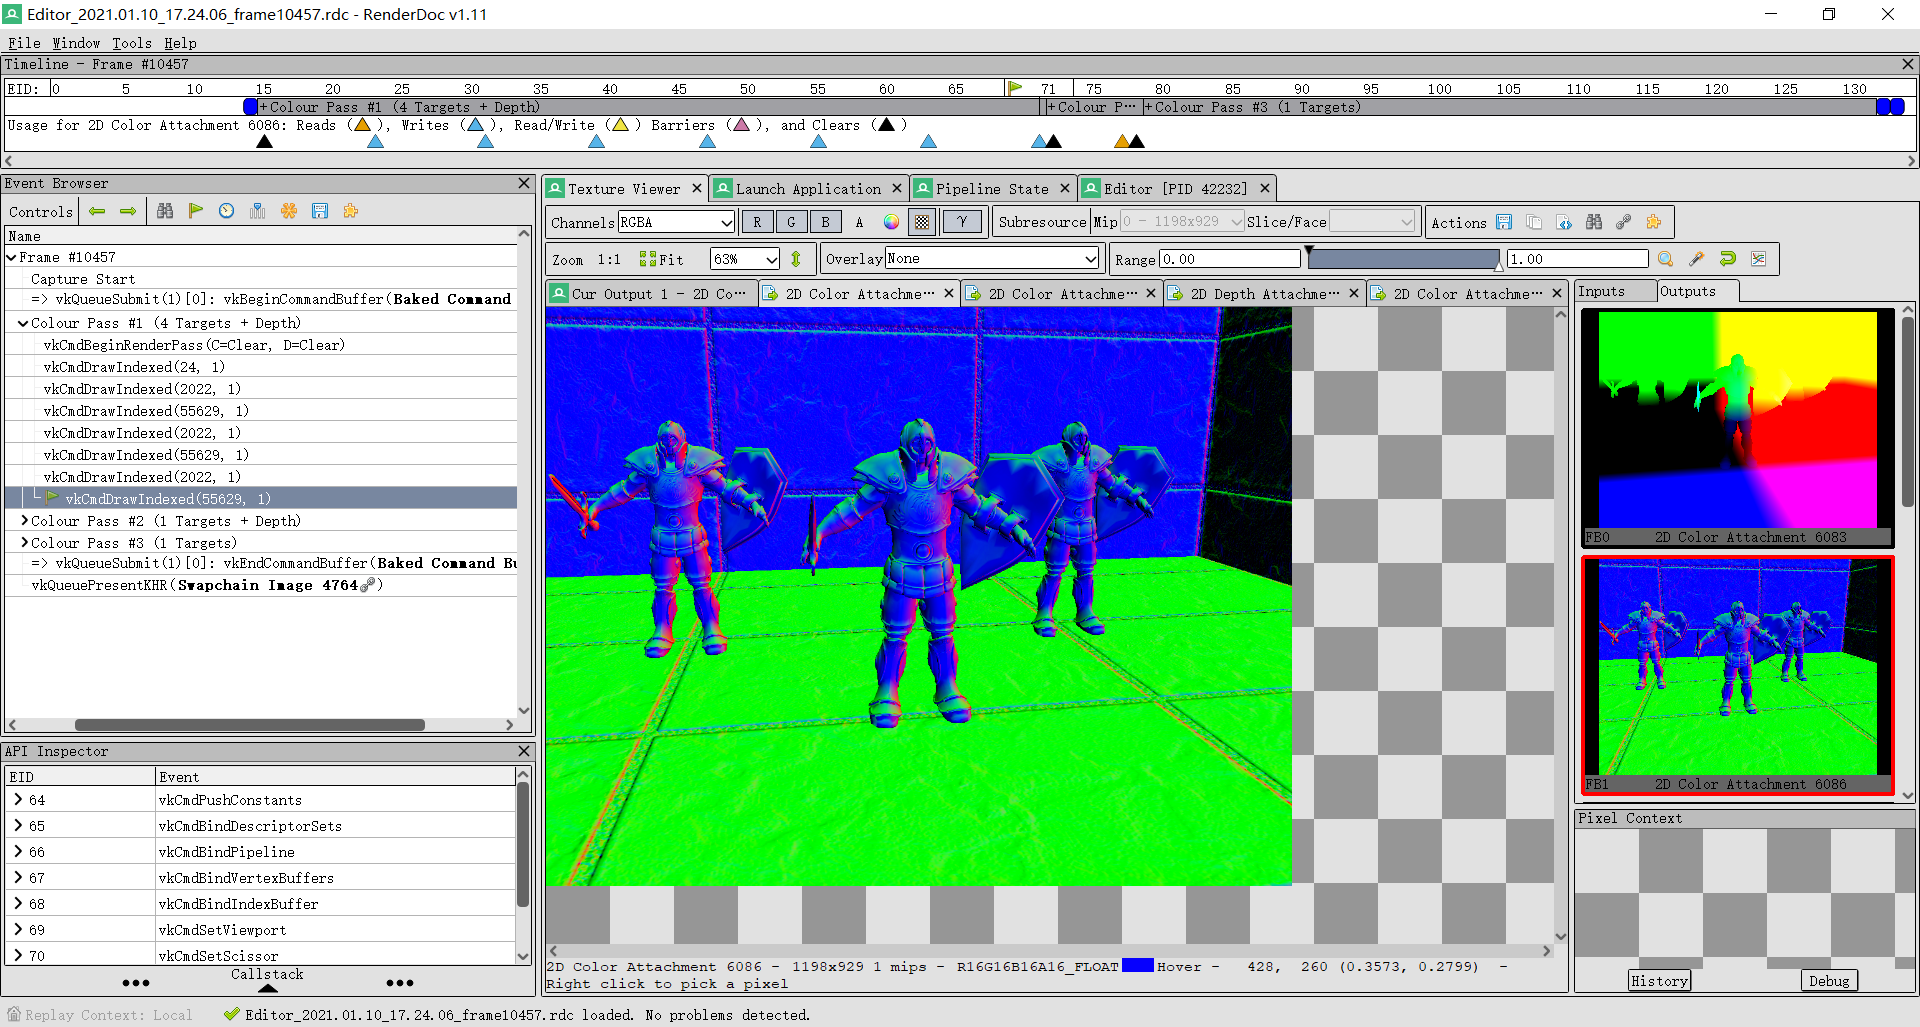 Editor_2021.01.10_17.24.06_frame10457.rdc - RenderDoc v1.11
File Window Tools Help
Timeline - Frame #10457
EID: 0 5 10 15 20 25 30 35 40 45 50 55 60 65 71 75 80 85 90 95 100 105 110 115 120 125 130
+Colour Pass #1 (4 Targets + Depth) +Colour P··· +Colour Pass #3 (1 Targets)
Usage for 2D Color Attachment 6086: Reads ( ), Writes ( ), Read/Write ( ) Barriers ( ), and Clears ( )
Event Browser
Controls
Name
Frame #10457
Capture Start
=> vkQueueSubmit(1)[0]: vkBeginCommandBuffer(Baked Command
Colour Pass #1 (4 Targets + Depth)
vkCmdBeginRenderPass(C=Clear, D=Clear)
vkCmdDrawIndexed(24, 1)
vkCmdDrawIndexed(2022, 1)
vkCmdDrawIndexed(55629, 1)
vkCmdDrawIndexed(2022, 1)
vkCmdDrawIndexed(55629, 1)
vkCmdDrawIndexed(2022, 1)
vkCmdDrawIndexed(55629, 1)
Colour Pass #2 (1 Targets + Depth)
Colour Pass #3 (1 Targets)
=> vkQueueSubmit(1)[0]: vkEndCommandBuffer(Baked Command Bu
vkQueuePresentKHR(Swapchain Image 4764)
API Inspector
EID Event
64 vkCmdPushConstants
65 vkCmdBindDescriptorSets
66 vkCmdBindPipeline
67 vkCmdBindVertexBuffers
68 vkCmdBindIndexBuffer
69 vkCmdSetViewport
70 vkCmdSetScissor
Callstack
Texture Viewer Launch Application Pipeline State Editor [PID 42232]
Channels RGBA R G B A γ Subresource Mip 0 - 1198x929 Slice/Face Actions
Zoom 1:1 Fit 63% Overlay None Range 0.00 1.00
Cur Output 1 - 2D Co··· 2D Color Attachme··· 2D Color Attachme··· 2D Depth Attachme··· 2D Color Attachme···
2D Color Attachment 6086 - 1198x929 1 mips - R16G16B16A16_FLOAT Hover - 428, 260 (0.3573, 0.2799) -
Right click to pick a pixel
Inputs Outputs
FB0 2D Color Attachment 6083
FB1 2D Color Attachment 6086
Pixel Context
History Debug
Replay Context: Local Editor_2021.01.10_17.24.06_frame10457.rdc loaded. No problems detected.